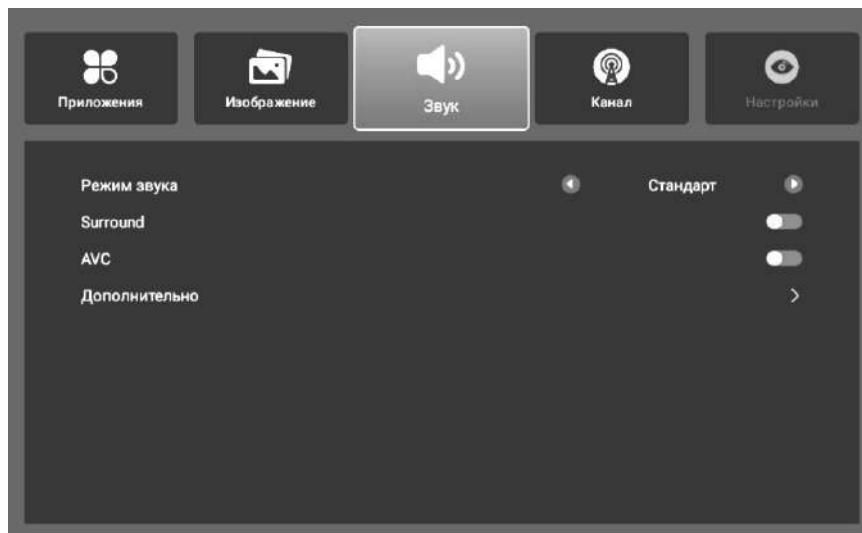 Приложения
Изображение
Звук
Канал
Настройки
Режим звука
Стандарт
Surround
AVC
Дополнительно